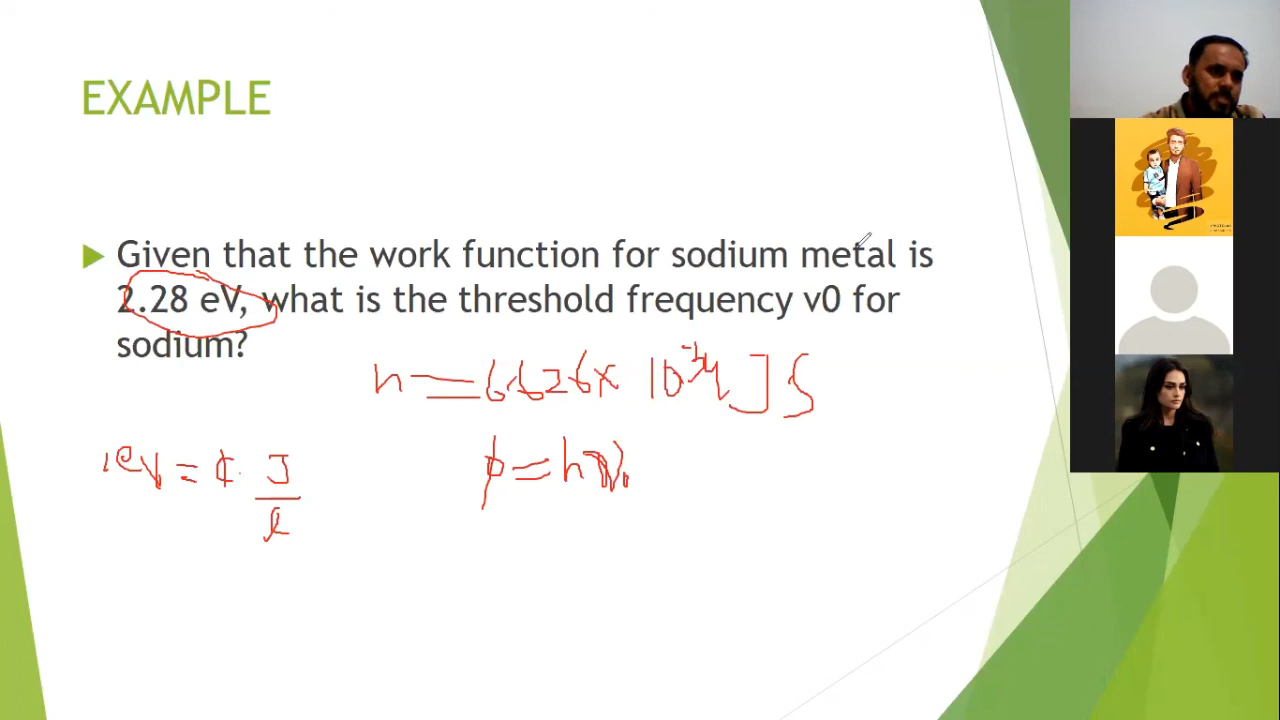 EXAMPLE
Given that the work function for sodium metal is
2.28 eV, what is the threshold frequency v0 for
sodium?
h = 6.626 x 10^-34 J S
1eV = J
e
φ = hν₀